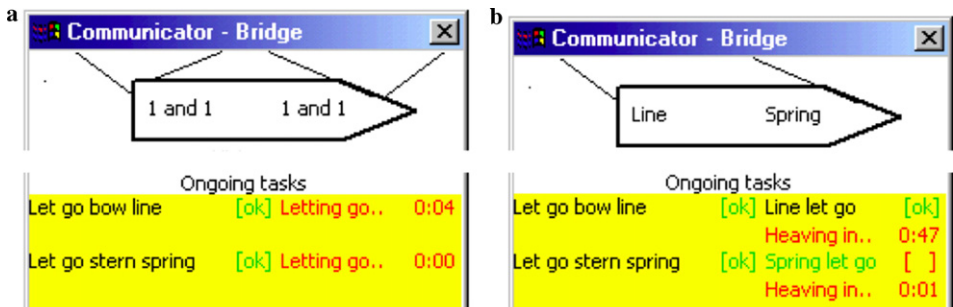 a
Communicator - Bridge
1 and 1 1 and 1
Ongoing tasks
Let go bow line [ok] Letting go.. 0:04
Let go stern spring [ok] Letting go.. 0:00
b
Communicator - Bridge
Line Spring
Ongoing tasks
Let go bow line [ok] Line let go [ok]
Heaving in.. 0:47
Let go stern spring [ok] Spring let go [ ]
Heaving in.. 0:01